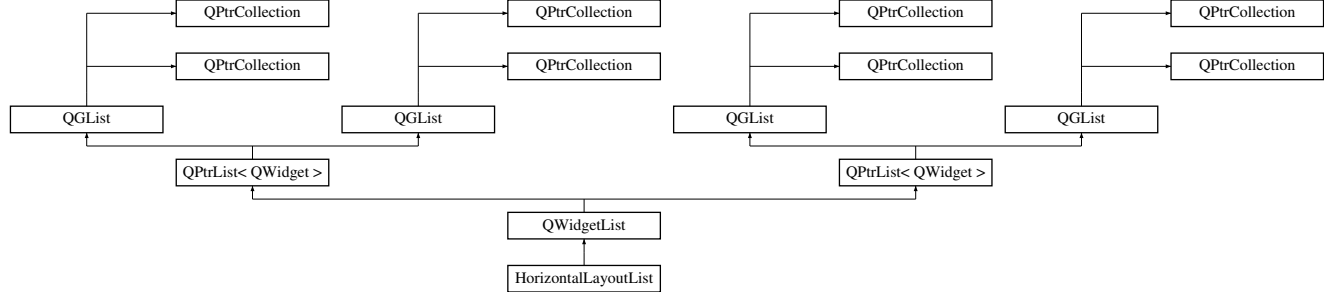 QPtrCollection
QPtrCollection
QPtrCollection
QPtrCollection
QPtrCollection
QPtrCollection
QPtrCollection
QPtrCollection
QGList
QGList
QGList
QGList
QPtrList< QWidget >
QPtrList< QWidget >
QWidgetList
HorizontalLayoutList